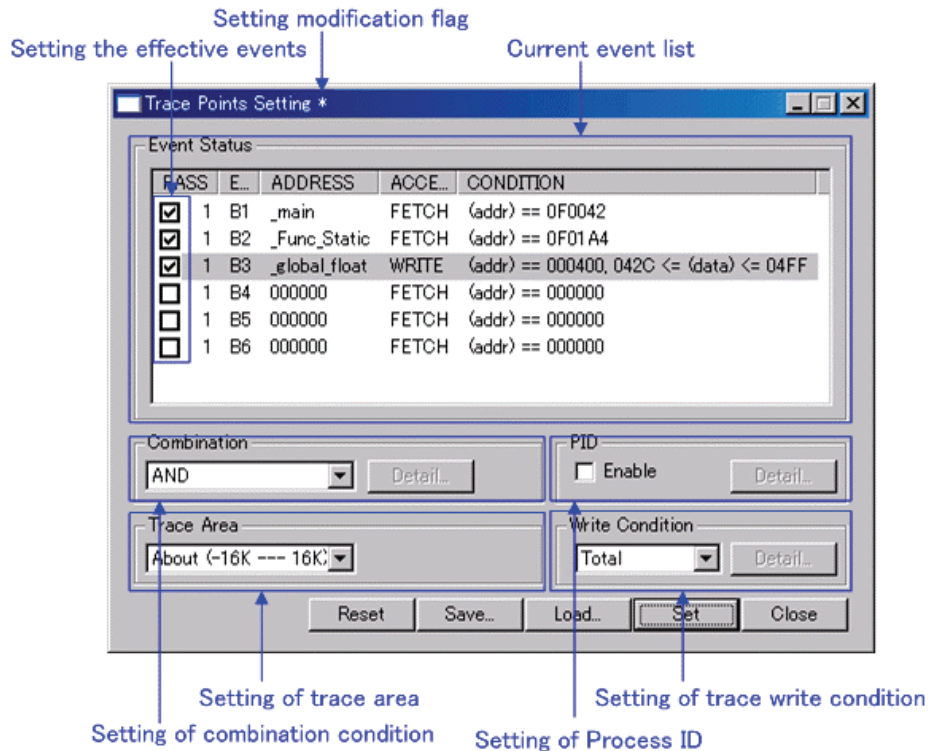 Setting modification flag
Setting the effective events
Current event list
Trace Points Setting *
Event Status
PASS E... ADDRESS ACCE... CONDITION
1 B1 _main FETCH (addr) == 0F0042
1 B2 _Func_Static FETCH (addr) == 0F01A4
1 B3 _global_float WRITE (addr) == 000400, 042C <= (data) <= 04FF
1 B4 000000 FETCH (addr) == 000000
1 B5 000000 FETCH (addr) == 000000
1 B6 000000 FETCH (addr) == 000000
Combination
AND Detail...
PID
Enable Detail...
Trace Area
About (-16K --- 16K)
Write Condition
Total Detail...
Reset Save... Load... Set Close
Setting of trace area
Setting of trace write condition
Setting of combination condition
Setting of Process ID